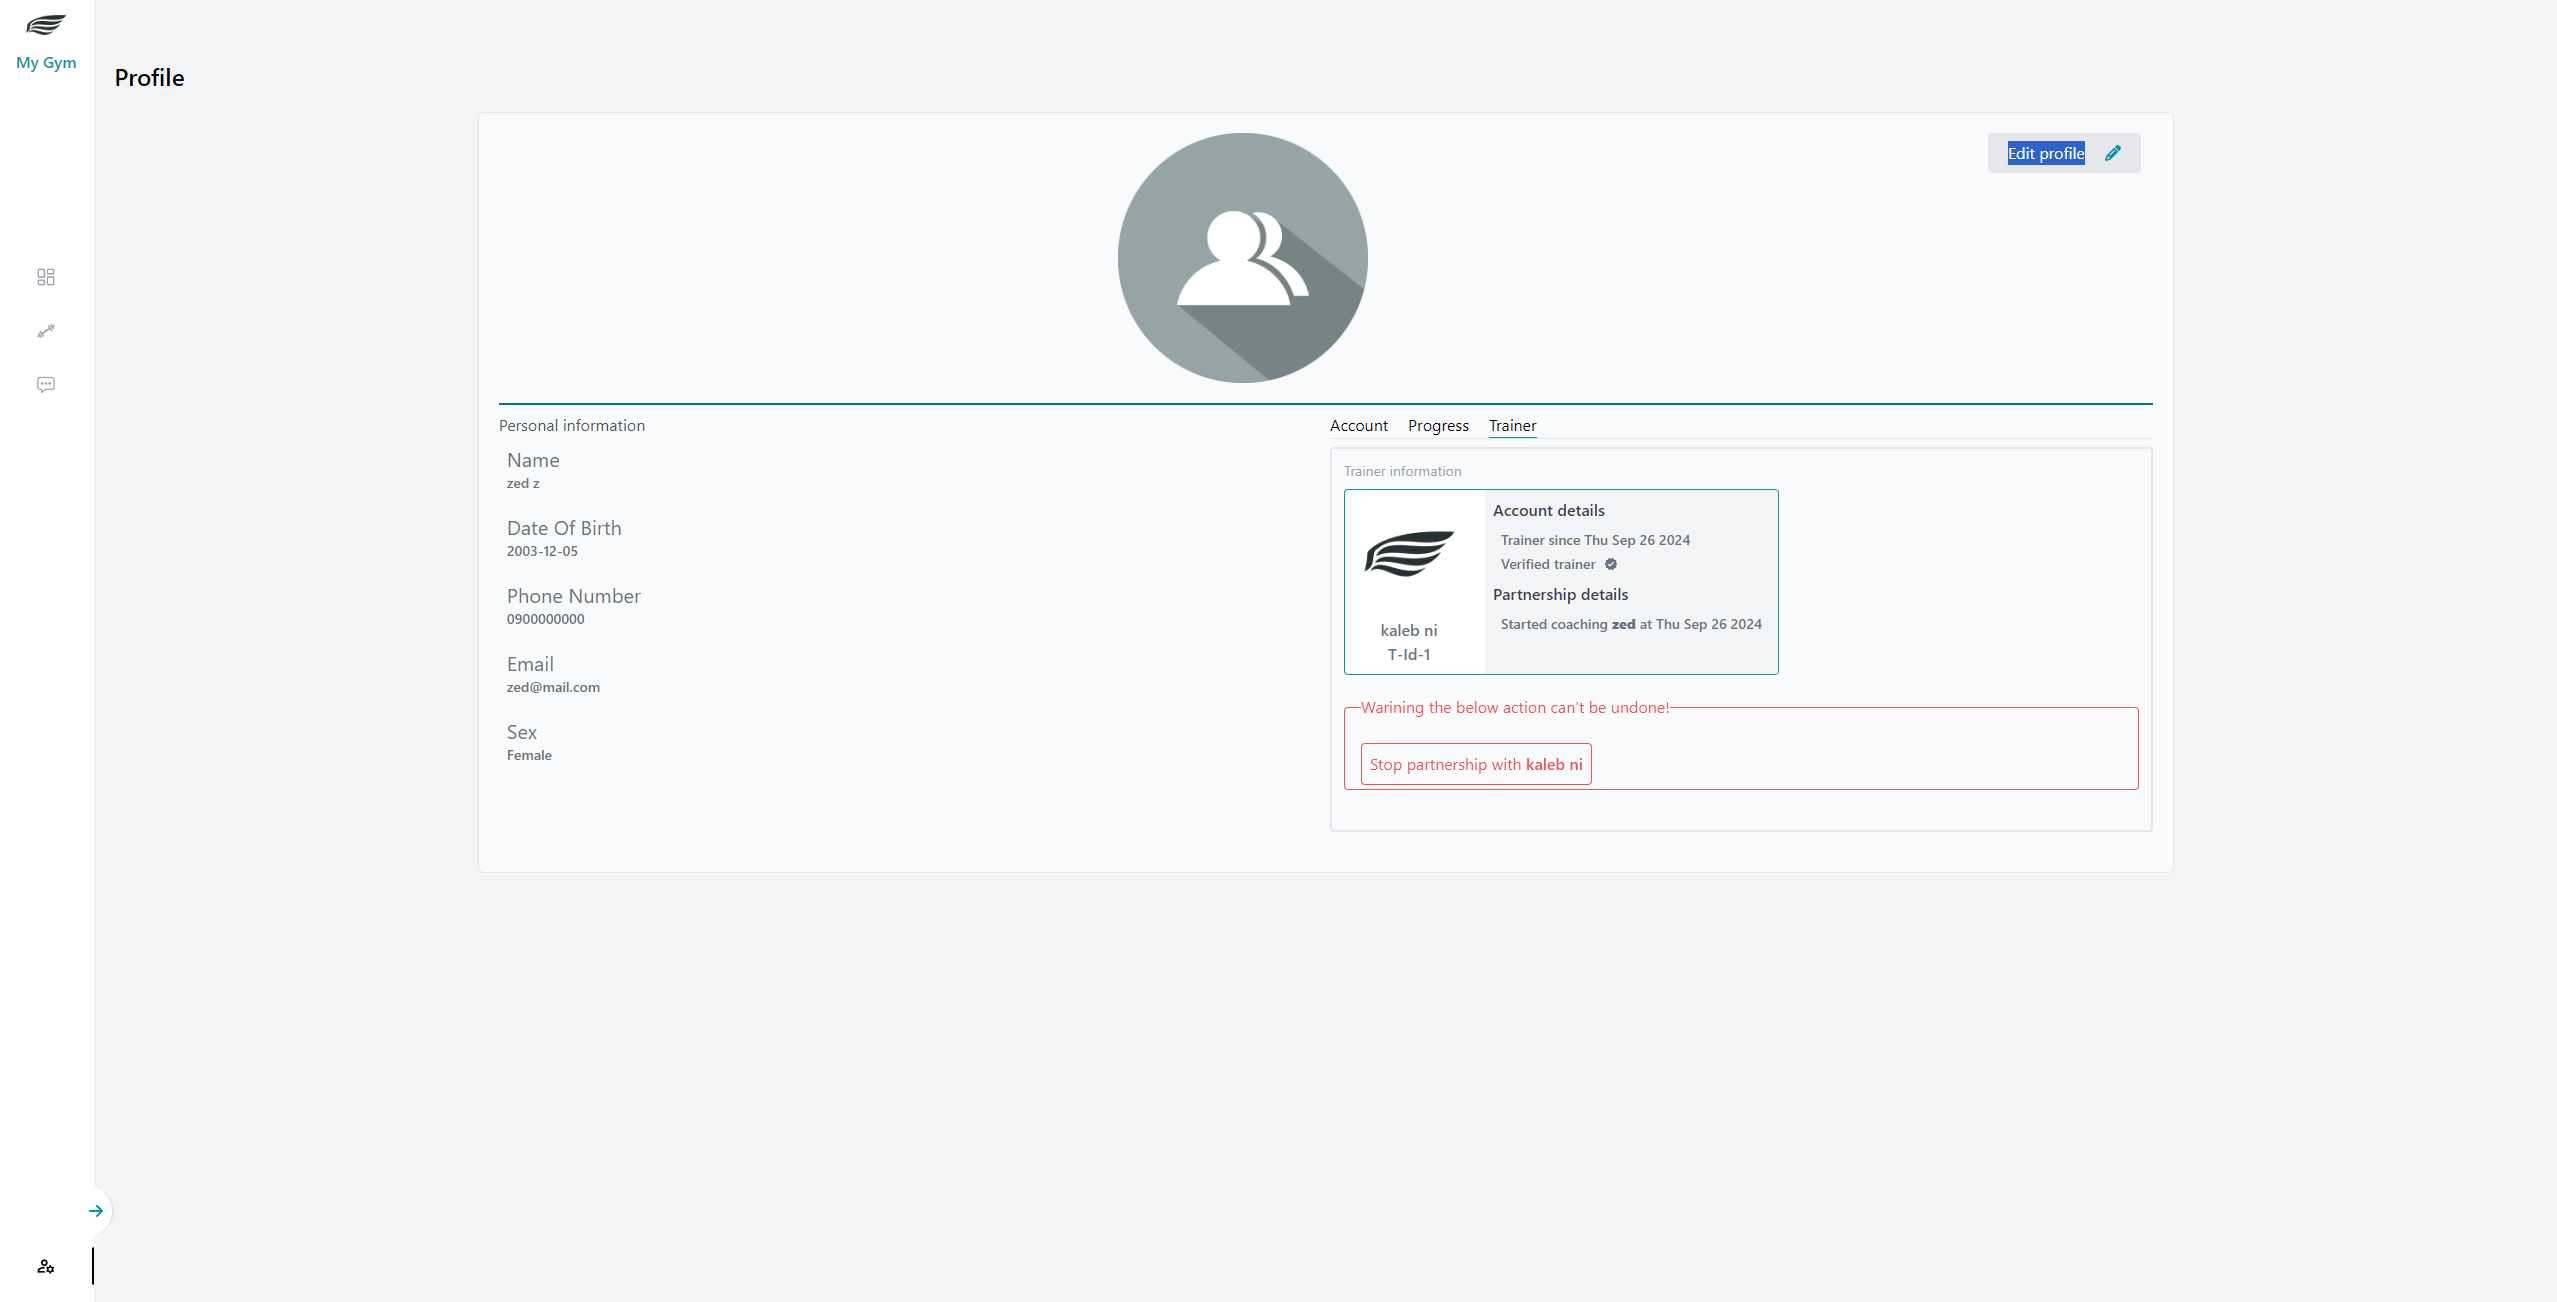 My Gym
Profile
Edit profile
Personal information
Name
zed z
Date Of Birth
2003-12-05
Phone Number
0900000000
Email
zed@mail.com
Sex
Female
Account Progress Trainer
Trainer information
kaleb ni
T-Id-1
Account details
Trainer since Thu Sep 26 2024
Verified trainer
Partnership details
Started coaching zed at Thu Sep 26 2024
Warining the below action can't be undone!
Stop partnership with kaleb ni